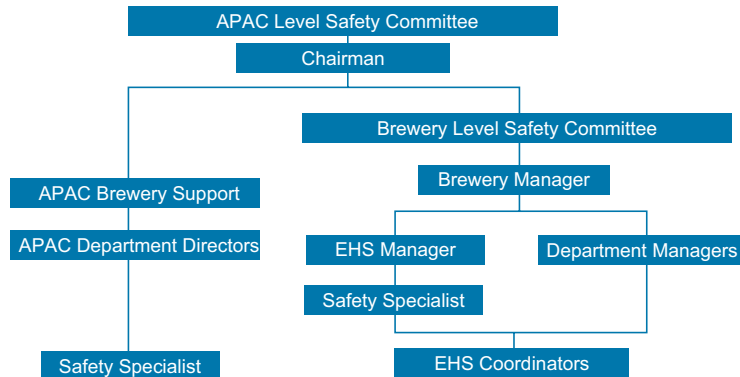 APAC Level Safety Committee
Chairman
Brewery Level Safety Committee
APAC Brewery Support
Brewery Manager
APAC Department Directors
EHS Manager
Department Managers
Safety Specialist
Safety Specialist
EHS Coordinators